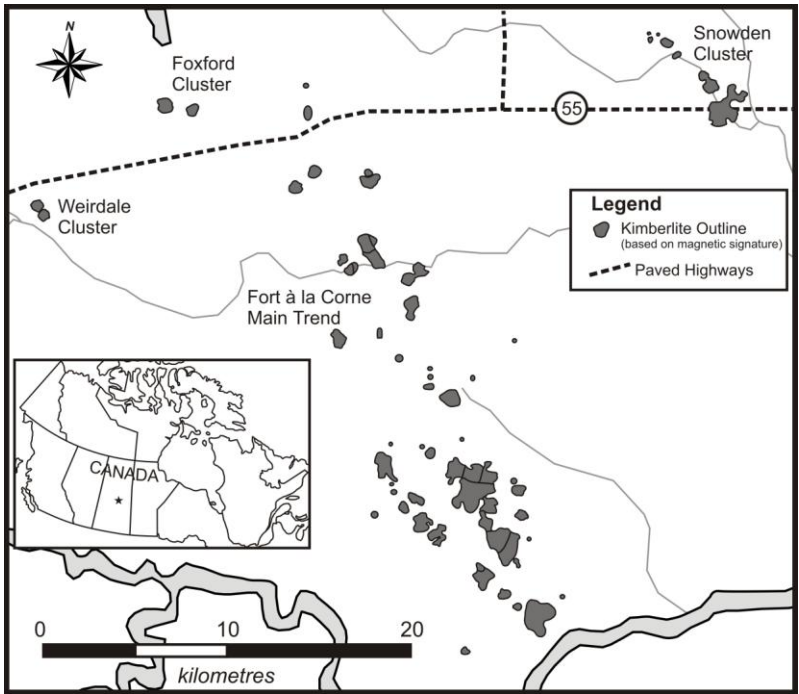 N
Foxford
Cluster
Snowden
Cluster
55
Weirdale
Cluster
Legend
Kimberlite Outline
(based on magnetic signature)
Paved Highways
Fort à la Corne
Main Trend
CANADA
0 10 20
kilometres